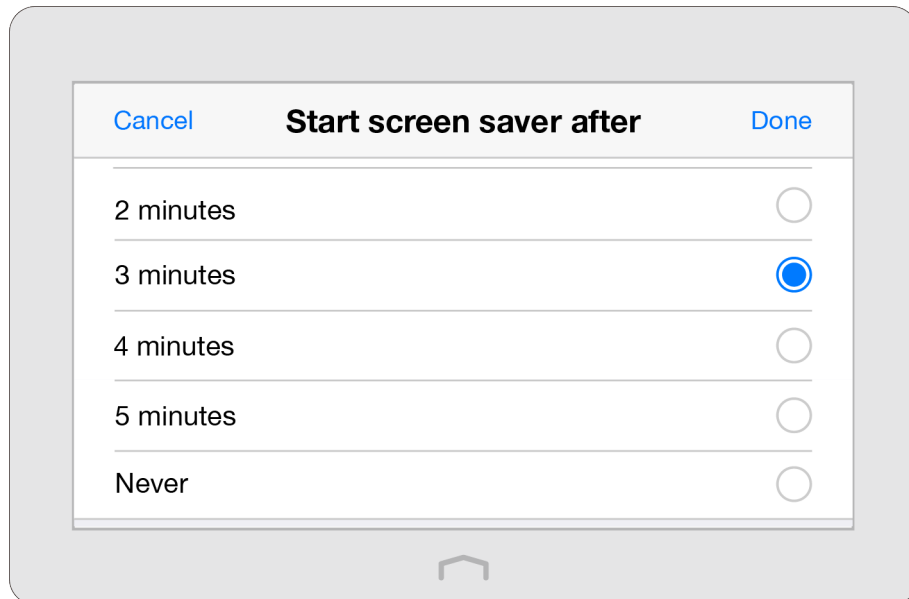 Cancel Start screen saver after Done
2 minutes
3 minutes
4 minutes
5 minutes
Never